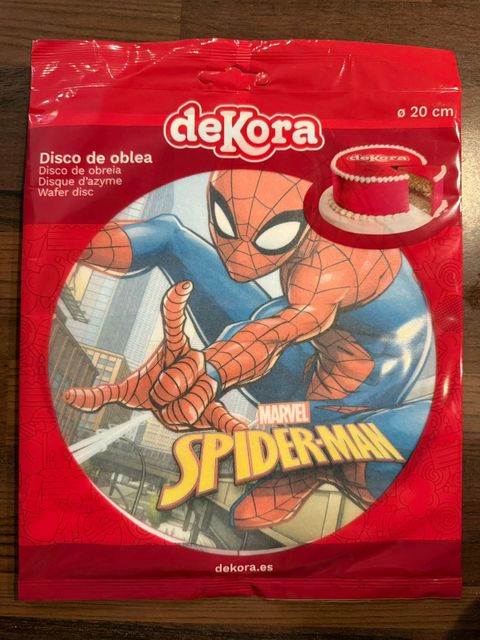 deKora
ø 20 cm
Disco de oblea
Disco de obreia
Disque d'azyme
Wafer disc
deKora
MARVEL
SPIDER-MAN
dekora.es